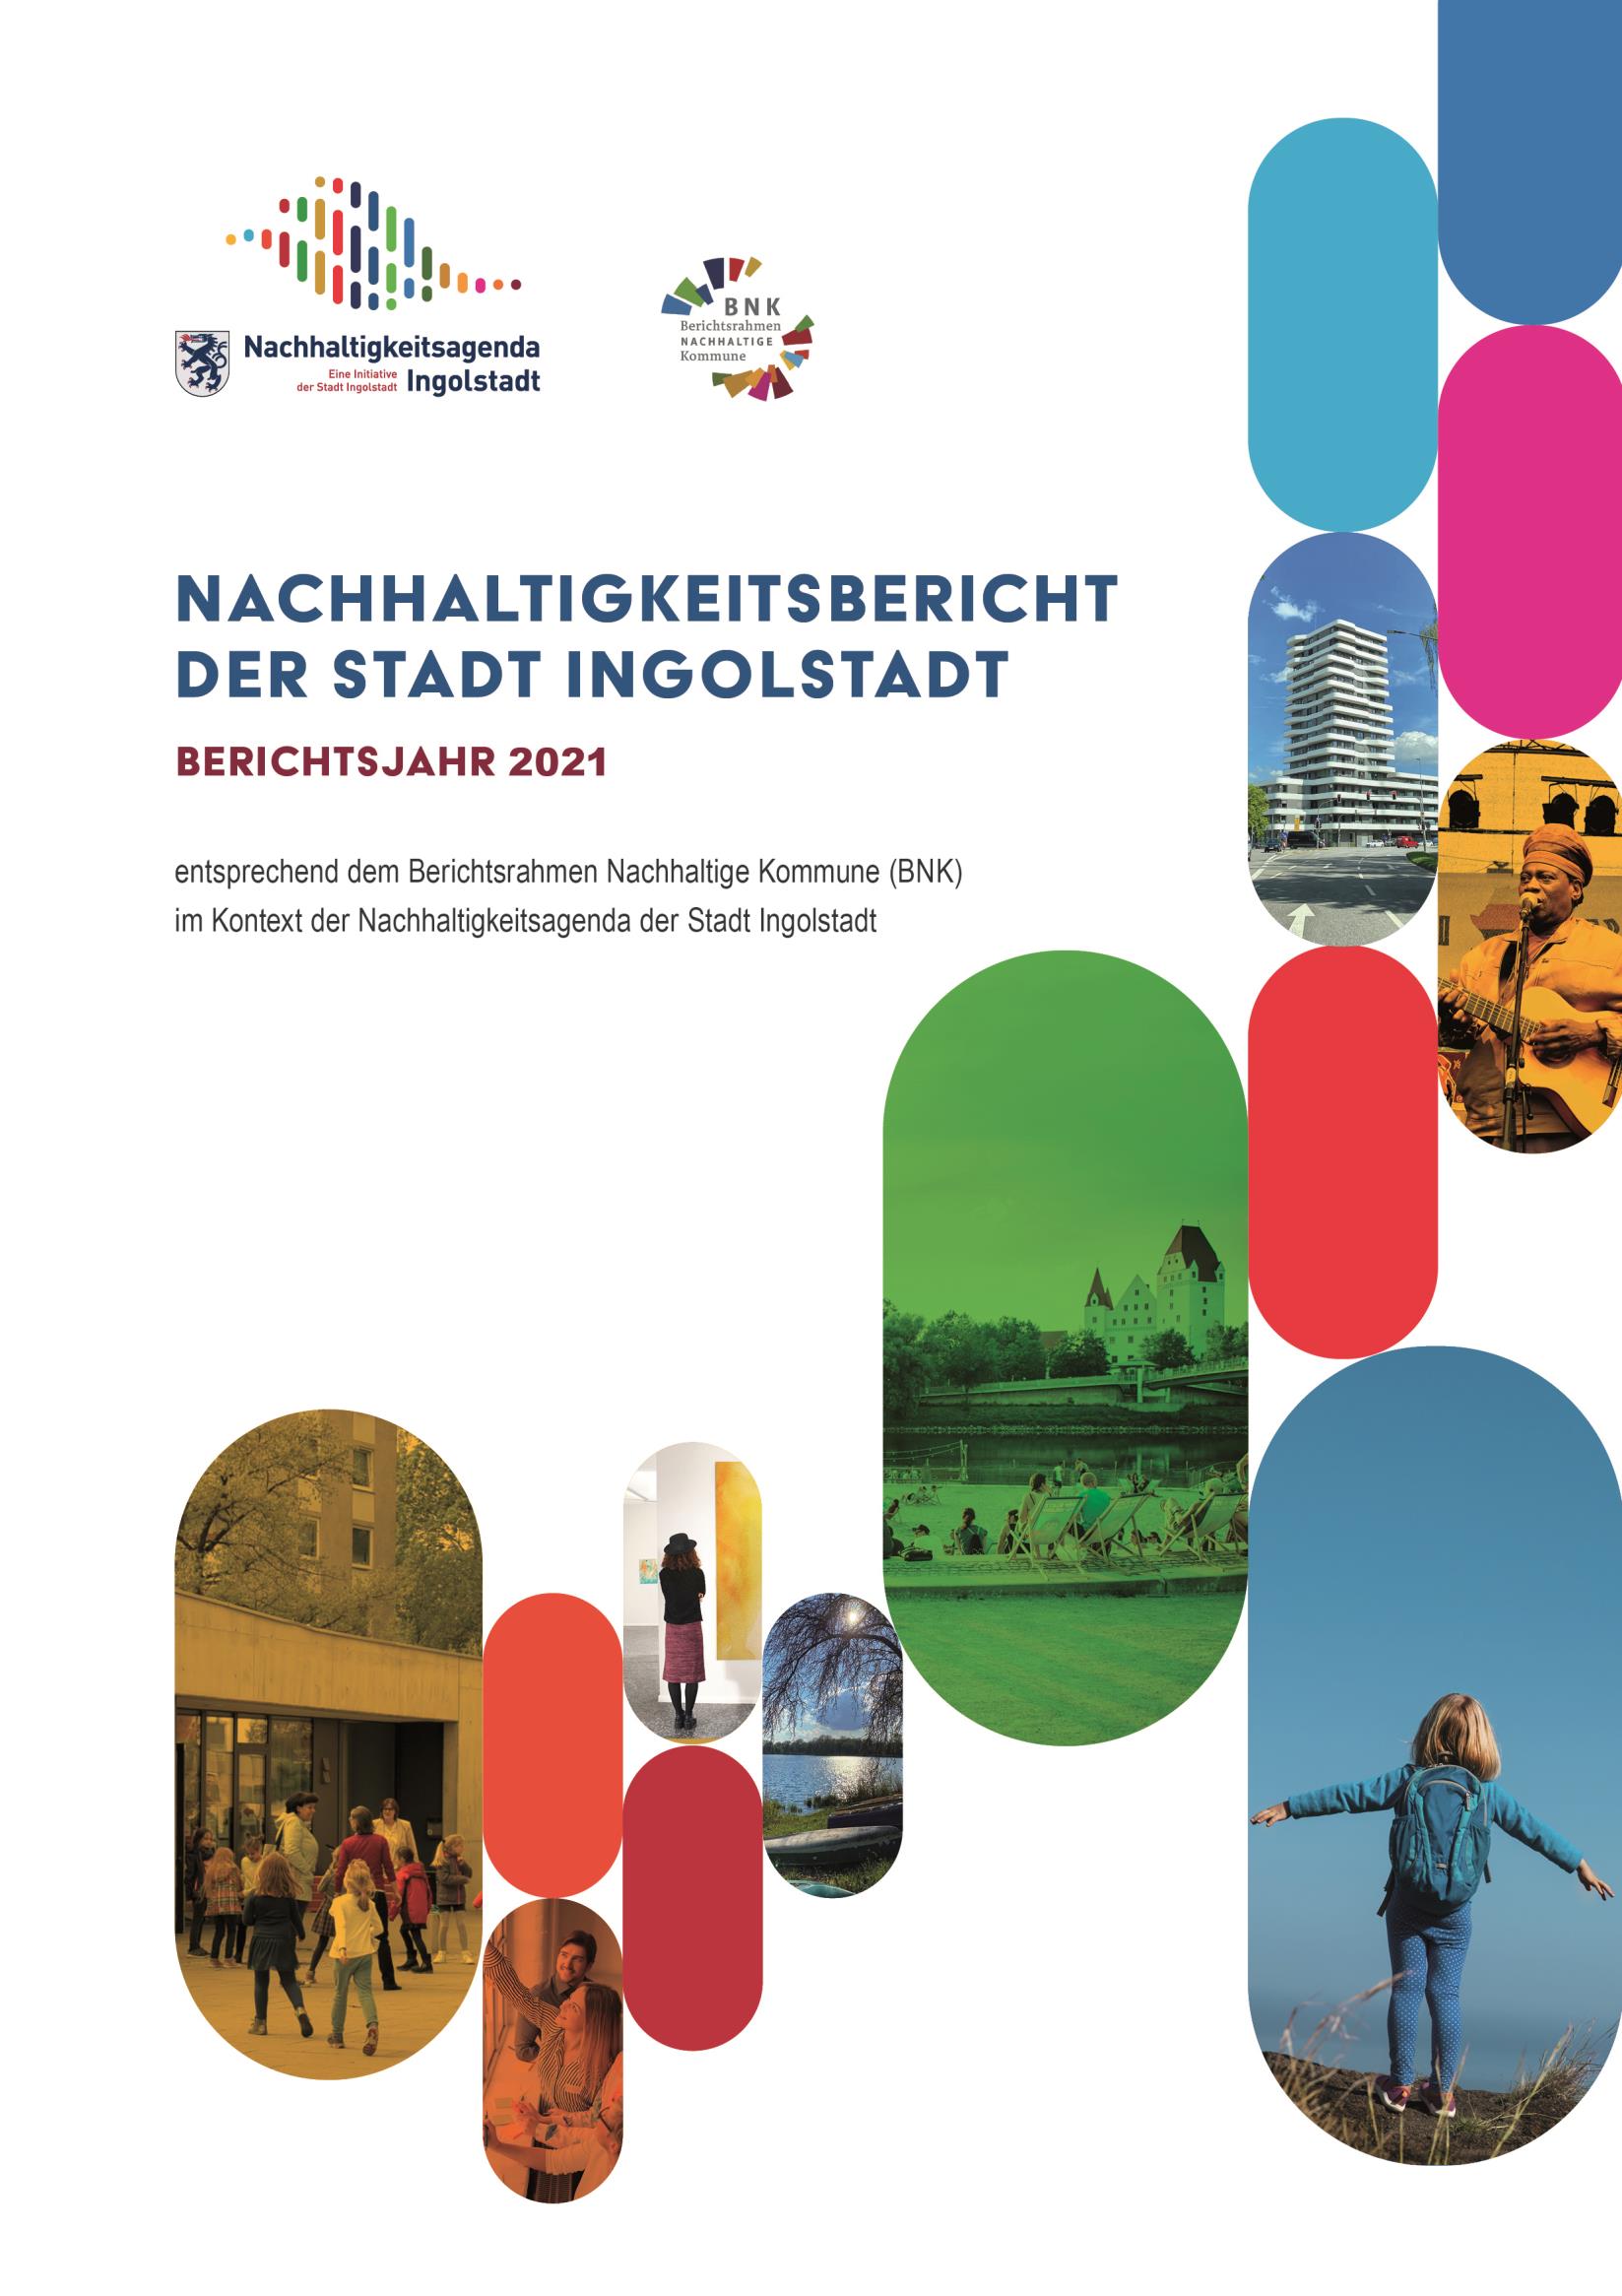 Nachhaltigkeitsagenda
Eine Initiative
der Stadt Ingolstadt
Ingolstadt
BNK
Berichtsrahmen
NACHHALTIGE
Kommune
NACHHALTIGKEITSBERICHT
DER STADT INGOLSTADT
BERICHTSJAHR 2021
entsprechend dem Berichtsrahmen Nachhaltige Kommune (BNK)
im Kontext der Nachhaltigkeitsagenda der Stadt Ingolstadt